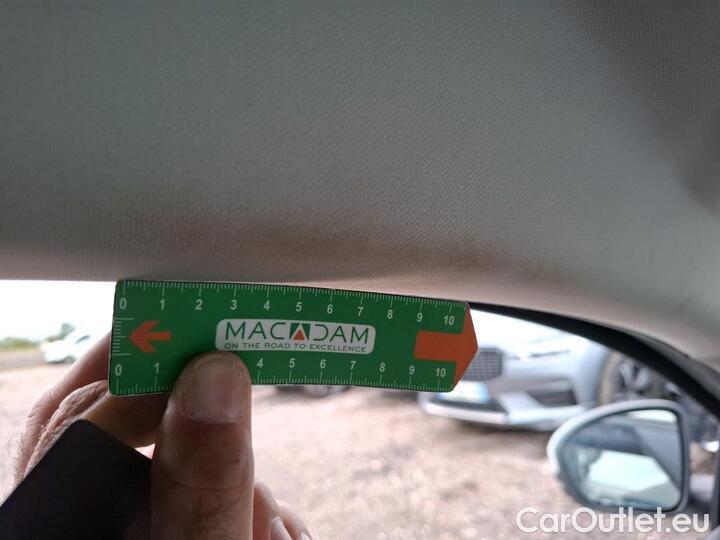 0 1 2 3 4 5 6 7 8 9 10
MACADAM
ON THE ROAD TO EXCELLENCE
0 1 4 5 6 7 8 9 10
CarOutlet.eu